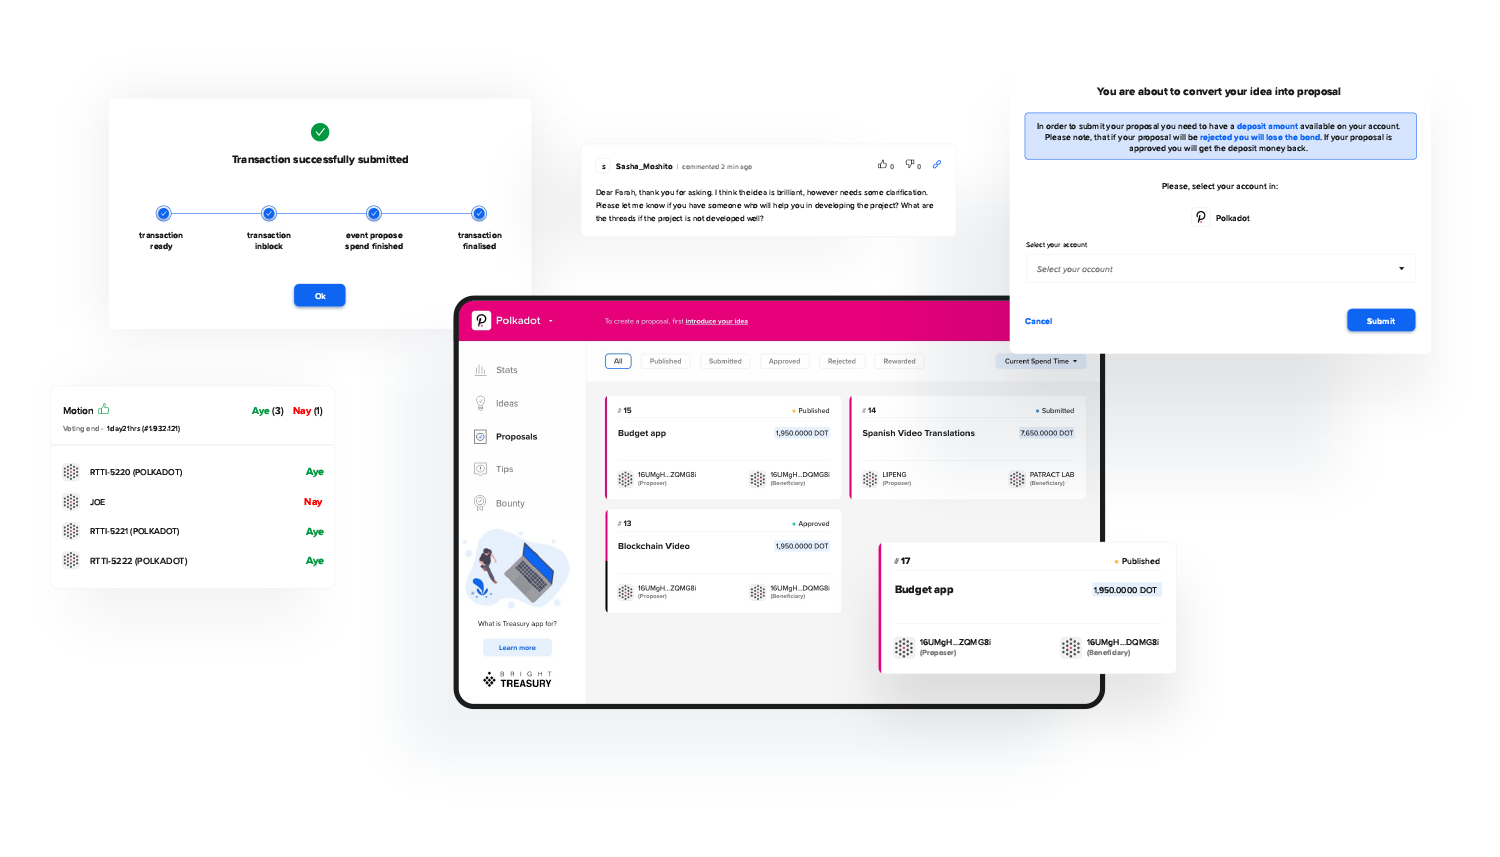 Transaction successfully submitted
transaction ready
transaction inblock
event propose spend finished
transaction finalised
Ok
s Sasha_Moshito | commented 2 min ago 0 0
Dear Farah, thank you for asking. I think theidea is brilliant, however needs some clarification.
Please let me know if you have someone who will help you in developing the project? What are
the threads if the project is not developed well?
You are about to convert your idea into proposal
In order to submit your proposal you need to have a deposit amount available on your account.
Please note, that if your proposal will be rejected you will lose the bond. If your proposal is
approved you will get the deposit money back.
Please, select your account in:
Polkadot
Select your account
Select your account
Cancel
Submit
Motion Aye (3) Nay (1)
Voting end - 1day21hrs (#1.932.121)
RTTI-5220 (POLKADOT) Aye
JOE Nay
RTTI-5221 (POLKADOT) Aye
RTTI-5222 (POLKADOT) Aye
Polkadot
To create a proposal, first introduce your idea
Stats
Ideas
Proposals
Tips
Bounty
What is Treasury app for?
Learn more
BRIGHT
TREASURY
All Published Submitted Approved Rejected Rewarded Current Spend Time
# 15 Published
Budget app 1,950.0000 DOT
16UMgH...ZQMG8i 16UMgH...DQMG8i
(Proposer) (Beneficiary)
# 14 Submitted
Spanish Video Translations 7,650.0000 DOT
LIPENG PATRACT LAB
(Proposer) (Beneficiary)
# 13 Approved
Blockchain Video 1,950.0000 DOT
16UMgH...ZQMG8i 16UMgH...DQMG8i
(Proposer) (Beneficiary)
# 17 Published
Budget app 1,950.0000 DOT
16UMgH...ZQMG8i 16UMgH...DQMG8i
(Proposer) (Beneficiary)